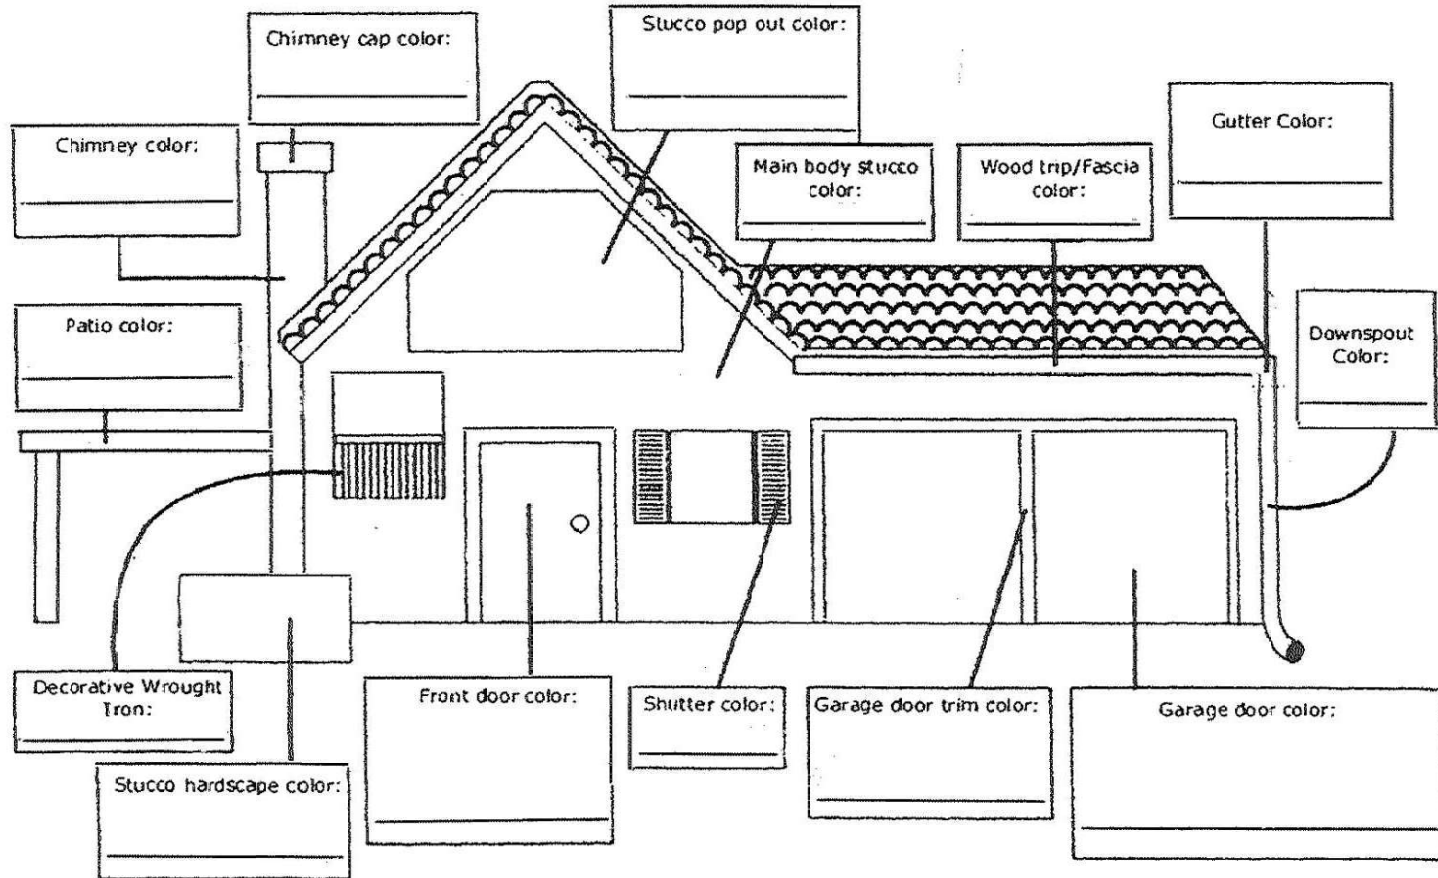 Chimney cap color:
Stucco pop out color:
Gutter Color:
Chimney color:
Main body stucco
color:
Wood trip/Fascia
color:
Patio color:
Downspout
Color:
Decorative Wrought
Iron:
Front door color:
Shutter color:
Garage door trim color:
Garage door color:
Stucco hardscape color: